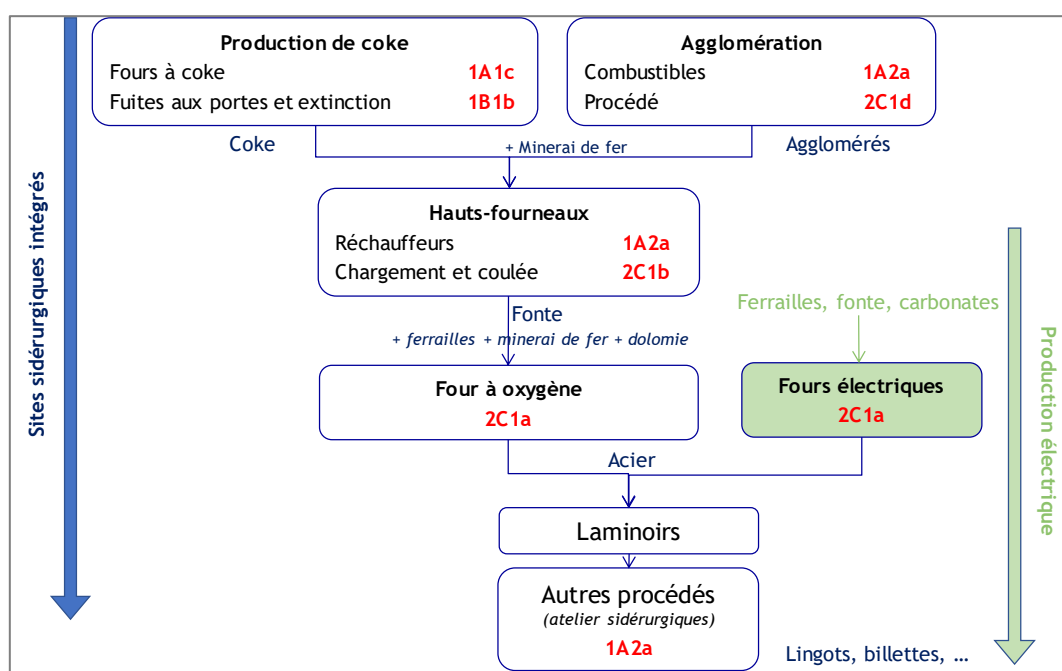 Production de coke
Fours à coke 1A1c
Fuites aux portes et extinction 1B1b
Agglomération
Combustibles 1A2a
Procédé 2C1d
Coke
+ Minerai de fer
Agglomérés
Hauts-fourneaux
Réchauffeurs 1A2a
Chargement et coulée 2C1b
Sites sidérurgiques intégrés
Fonte
+ ferrailles + minerai de fer + dolomie
Ferrailles, fonte, carbonates
Four à oxygène
2C1a
Fours électriques
2C1a
Production électrique
Acier
Laminoirs
Autres procédés
(atelier sidérurgiques)
1A2a
Lingots, billettes, …